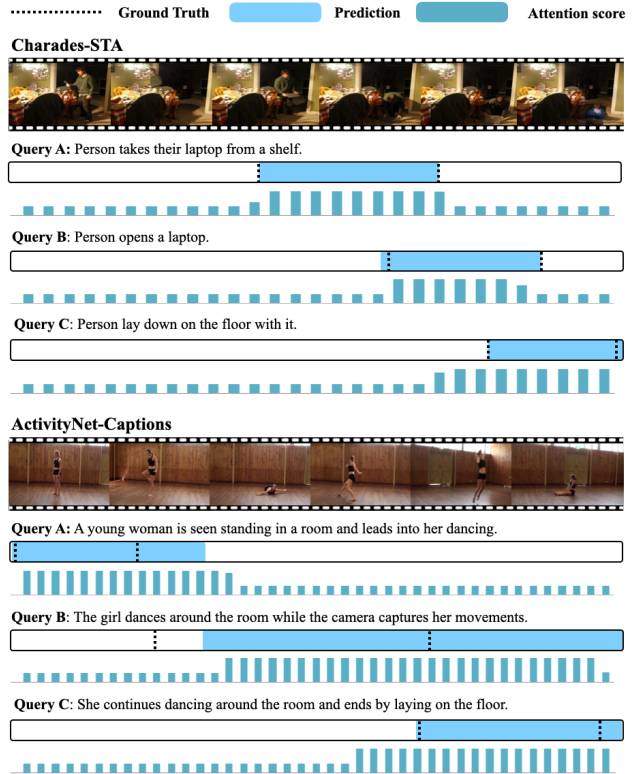 Ground Truth Prediction Attention score
Charades-STA
Query A: Person takes their laptop from a shelf.
Query B: Person opens a laptop.
Query C: Person lay down on the floor with it.
ActivityNet-Captions
Query A: A young woman is seen standing in a room and leads into her dancing.
Query B: The girl dances around the room while the camera captures her movements.
Query C: She continues dancing around the room and ends by laying on the floor.